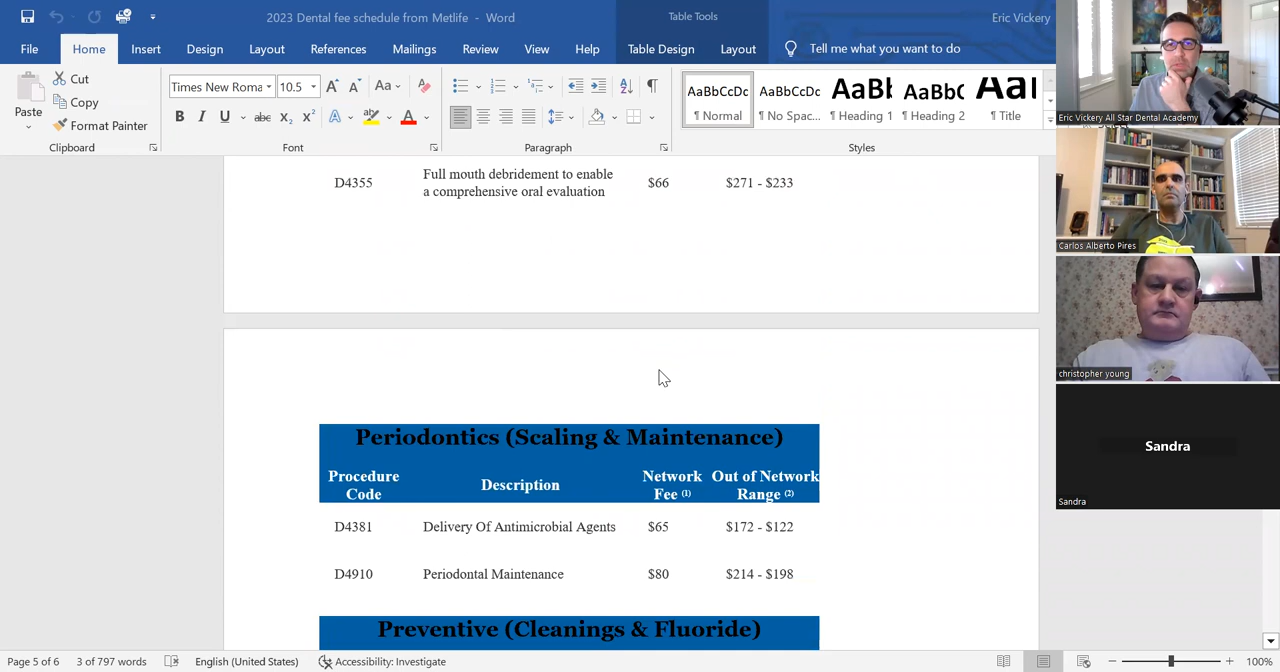 2023 Dental fee schedule from Metlife - Word
Table Tools
Eric Vickery
File Home Insert Design Layout References Mailings Review View Help Table Design Layout Tell me what you want to do
Paste
Cut
Copy
Format Painter
Clipboard
Times New Roma 10.5
Font
Paragraph
AaBbCcDc
¶ Normal
AaBbCcDc
¶ No Spac...
AaBb(
¶ Heading 1
AaBbC
¶ Heading 2
¶ Title
Styles
D4355 Full mouth debridement to enable a comprehensive oral evaluation $66 $271 - $233
Periodontics (Scaling & Maintenance)
Procedure Code Description Network Fee (1) Out of Network Range (2)
D4381 Delivery Of Antimicrobial Agents $65 $172 - $122
D4910 Periodontal Maintenance $80 $214 - $198
Preventive (Cleanings & Fluoride)
Eric Vickery All Star Dental Academy
Carlos Alberto Pires
christopher young
Sandra
Sandra
Page 5 of 6 3 of 797 words English (United States) Accessibility: Investigate 100%